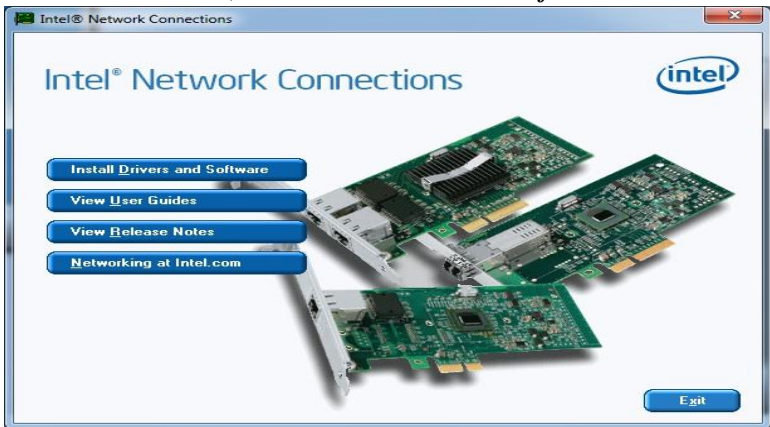 Intel® Network Connections
Intel® Network Connections
intel
Install Drivers and Software
View User Guides
View Release Notes
Networking at Intel.com
Exit